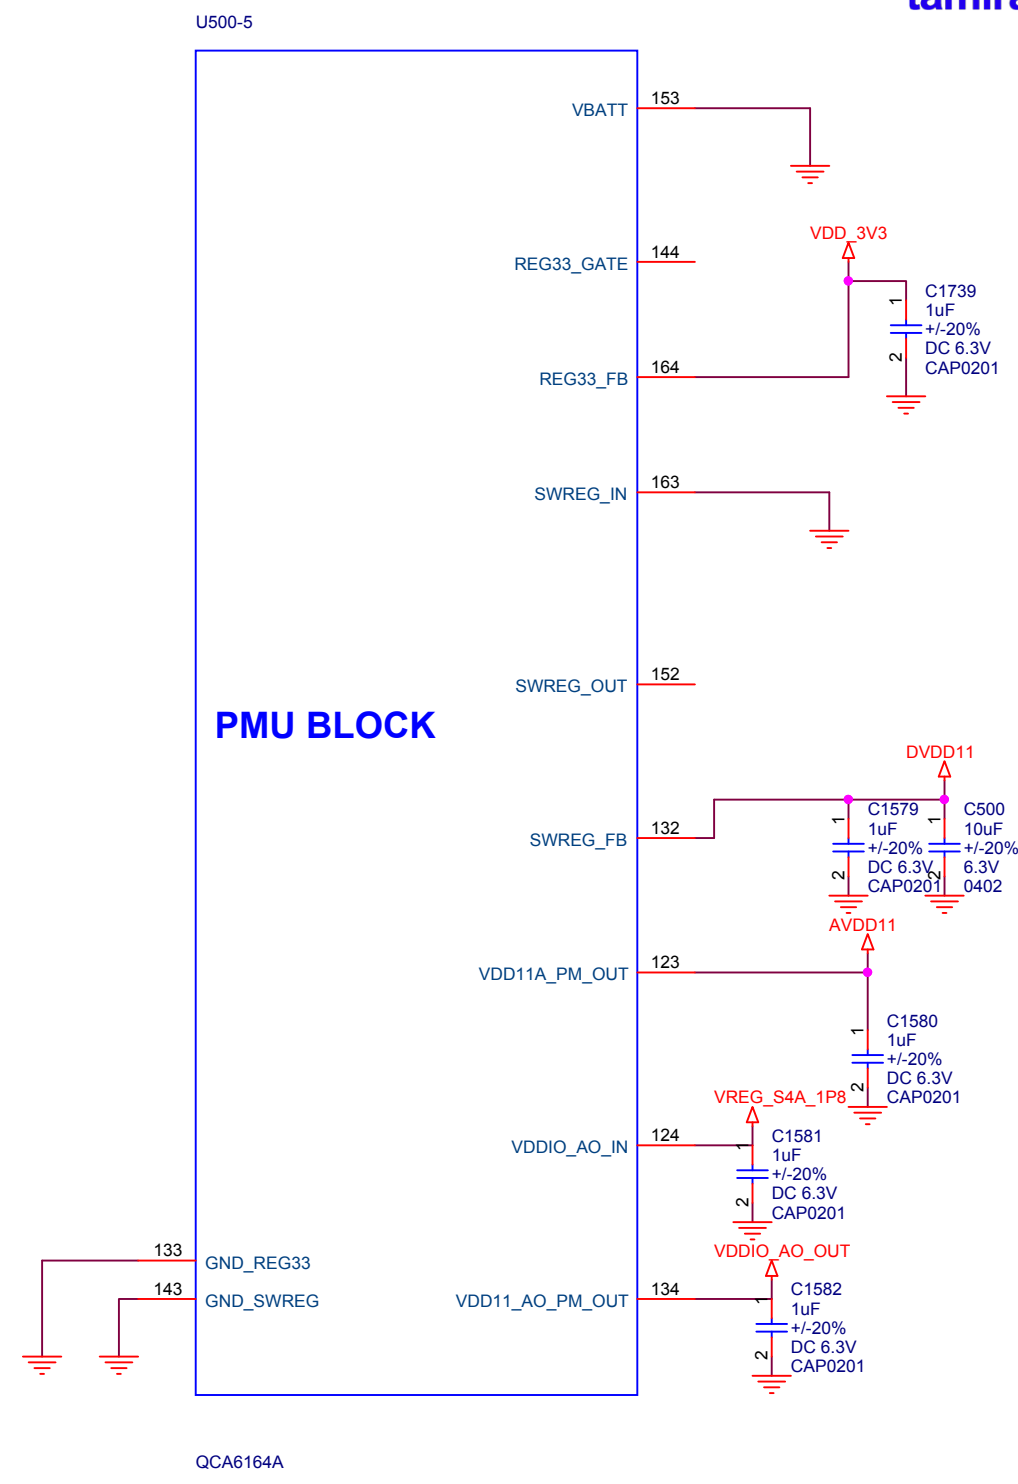 U500-5
VBATT 153
VDD_3V3
REG33_GATE 144
1
C1739
1uF
+/-20%
DC 6.3V
CAP0201
2
REG33_FB 164
SWREG_IN 163
SWREG_OUT 152
PMU BLOCK
DVDD11
SWREG_FB 132
1
C1579
1uF
+/-20%
DC 6.3V
CAP0201
2
1
C500
10uF
+/-20%
6.3V
0402
2
AVDD11
VDD11A_PM_OUT 123
1
C1580
1uF
+/-20%
DC 6.3V
CAP0201
2
VREG_S4A_1P8
VDDIO_AO_IN 124
1
C1581
1uF
+/-20%
DC 6.3V
CAP0201
2
133 GND_REG33
143 GND_SWREG
VDDIO_AO_OUT
VDD11_AO_PM_OUT 134
1
C1582
1uF
+/-20%
DC 6.3V
CAP0201
2
QCA6164A